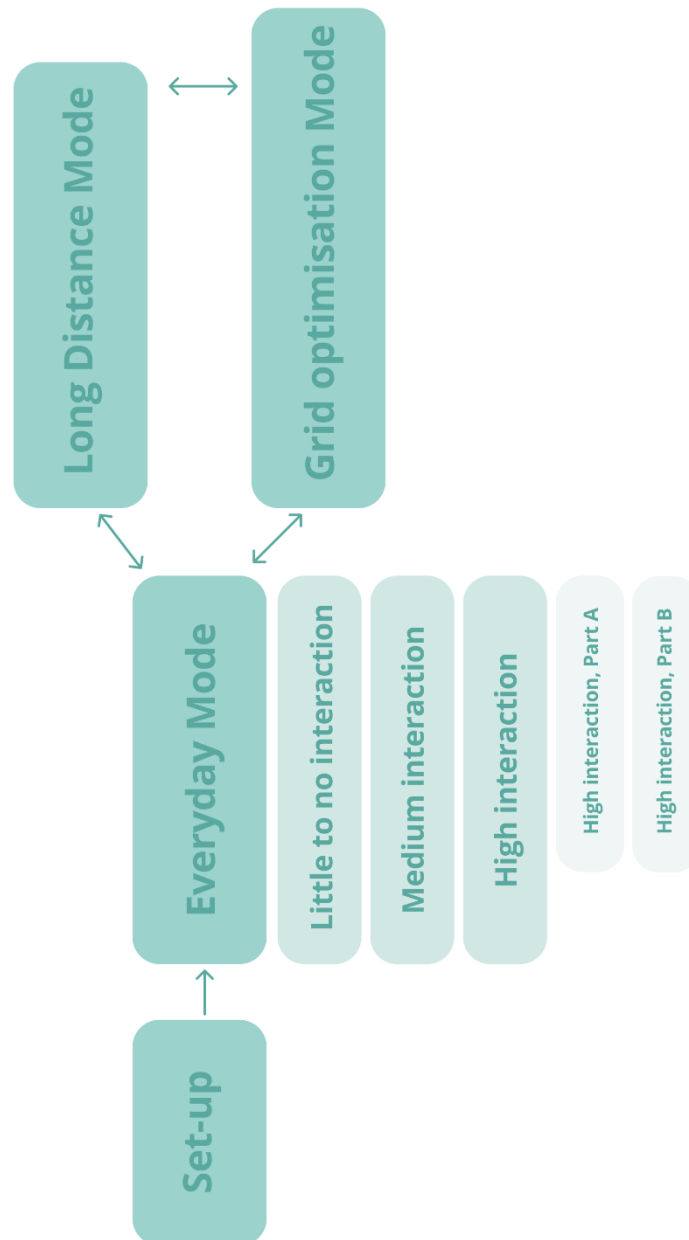 Set-up
Everyday Mode
Little to no interaction
Medium interaction
High interaction
High interaction, Part A
High interaction, Part B
Long Distance Mode
Grid optimisation Mode